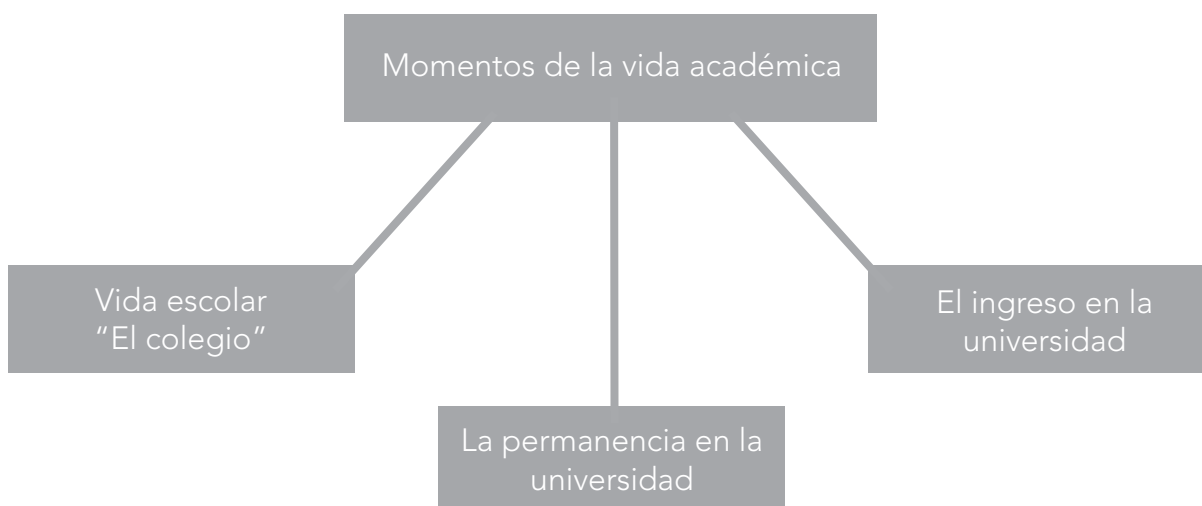 Momentos de la vida académica
Vida escolar
“El colegio”
El ingreso en la
universidad
La permanencia en la
universidad